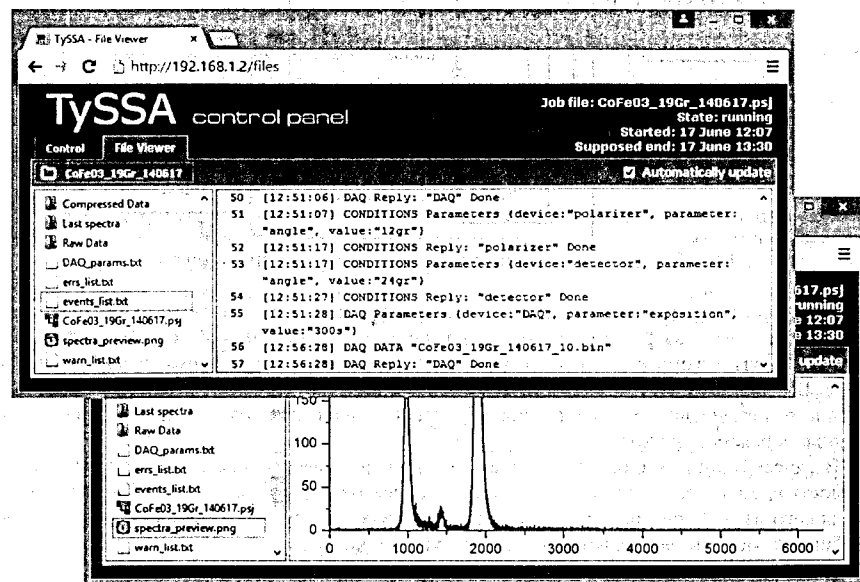 TySSA - File Viewer
http://192.168.1.2/files
TySSA control panel
Job file: CoFe03_19Gr_140617.psj
State: running
Started: 17 June 12:07
Supposed end: 17 June 13:30
Control
File Viewer
CoFe03_19Gr_140617
Automatically update
Compressed Data
Last spectra
Raw Data
DAQ_params.txt
errs_list.txt
events_list.txt
CoFe03_19Gr_140617.psj
spectra_preview.png
warn_list.txt
50 [12:51:06] DAQ Reply: "DAQ" Done
51 [12:51:07] CONDITIONS Parameters {device:"polarizer", parameter:
"angle", value:"12gr"}
52 [12:51:17] CONDITIONS Reply: "polarizer" Done
53 [12:51:17] CONDITIONS Parameters {device:"detector", parameter:
"angle", value:"24gr"}
54 [12:51:27] CONDITIONS Reply: "detector" Done
55 [12:51:28] DAQ Parameters {device:"DAQ", parameter:"exposition",
value:"300s"}
56 [12:56:28] DAQ DATA "CoFe03_19Gr_140617_10.bin"
57 [12:56:28] DAQ Reply: "DAQ" Done
617.psj
running
e 12:07
e 13:30
update
Last spectra
Raw Data
DAQ_params.txt
errs_list.txt
events_list.txt
CoFe03_19Gr_140617.psj
spectra_preview.png
warn_list.txt
150
100
50
0
0 1000 2000 3000 4000 5000 6000